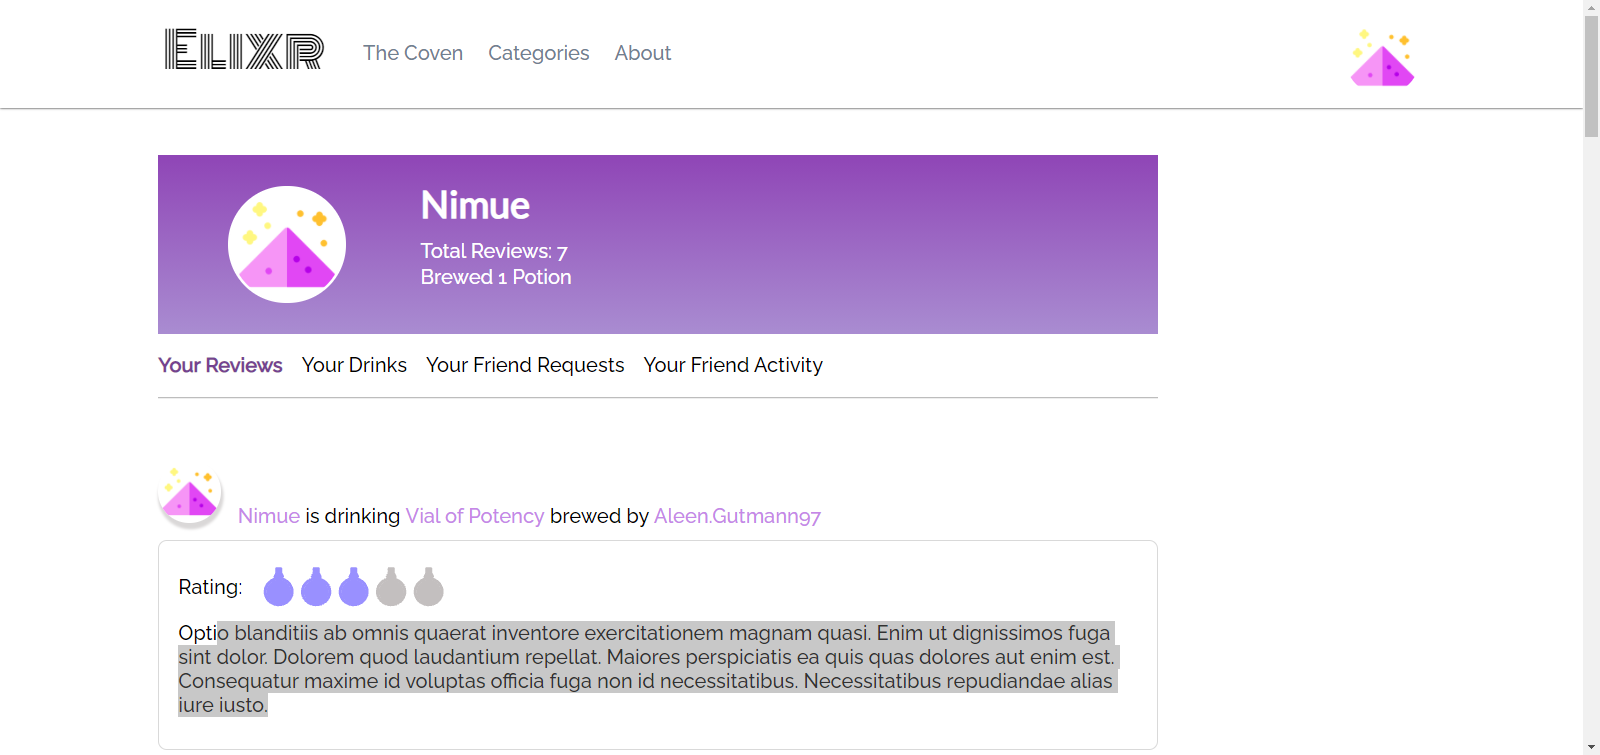 Elixr
The Coven Categories About
Nimue
Total Reviews: 7
Brewed 1 Potion
Your Reviews Your Drinks Your Friend Requests Your Friend Activity
Nimue is drinking Vial of Potency brewed by Aleen.Gutmann97
Rating:
Optio blanditiis ab omnis quaerat inventore exercitationem magnam quasi. Enim ut dignissimos fuga
sint dolor. Dolorem quod laudantium repellat. Maiores perspiciatis ea quis quas dolores aut enim est.
Consequatur maxime id voluptas officia fuga non id necessitatibus. Necessitatibus repudiandae alias
iure iusto.